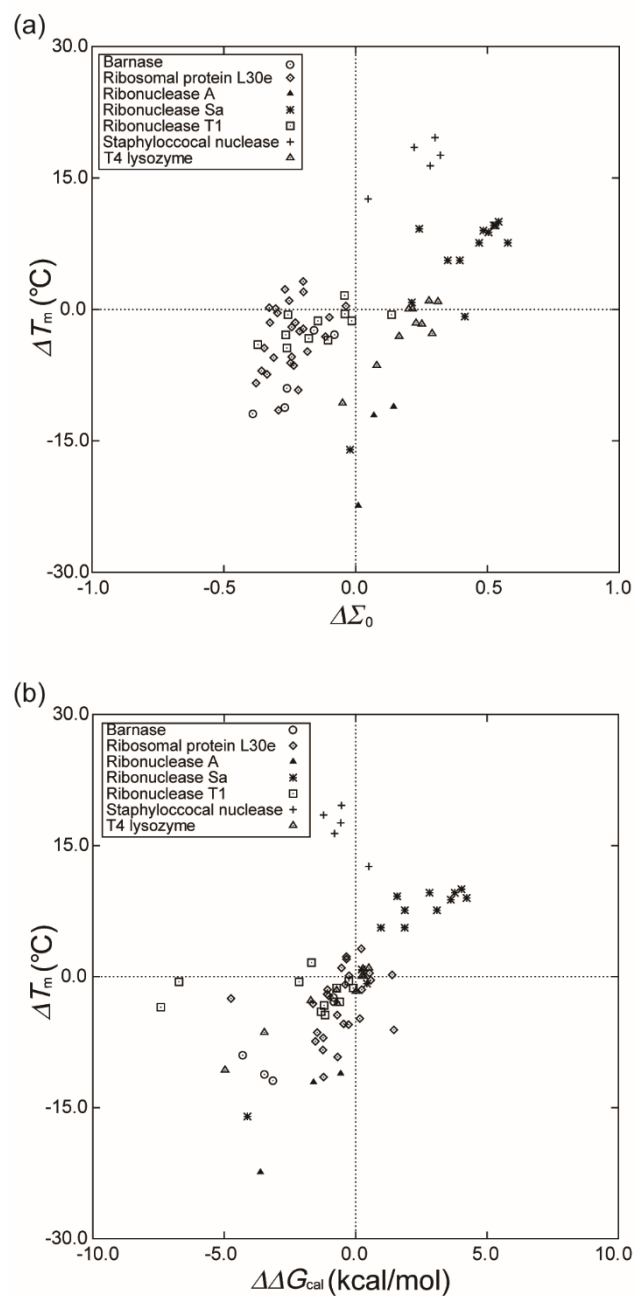 (a)
30.0
Barnase
Ribosomal protein L30e
Ribonuclease A
Ribonuclease Sa
Ribonuclease T1
Staphyloccocal nuclease
T4 lysozyme
15.0
0.0
-15.0
-30.0
ΔTm (°C)
-1.0 -0.5 0.0 0.5 1.0
ΔΣ0
(b)
30.0
Barnase
Ribosomal protein L30e
Ribonuclease A
Ribonuclease Sa
Ribonuclease T1
Staphyloccocal nuclease
T4 lysozyme
15.0
0.0
-15.0
-30.0
ΔTm (°C)
-10.0 -5.0 0.0 5.0 10.0
ΔΔGcal (kcal/mol)